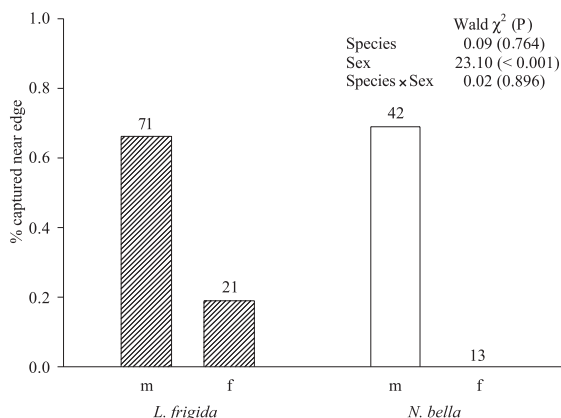 Wald χ² (P)
Species 0.09 (0.764)
Sex 23.10 (< 0.001)
Species × Sex 0.02 (0.896)
% captured near edge
1.0
0.8
0.6
0.4
0.2
0.0
71
21
42
13
m f m f
L. frigida N. bella